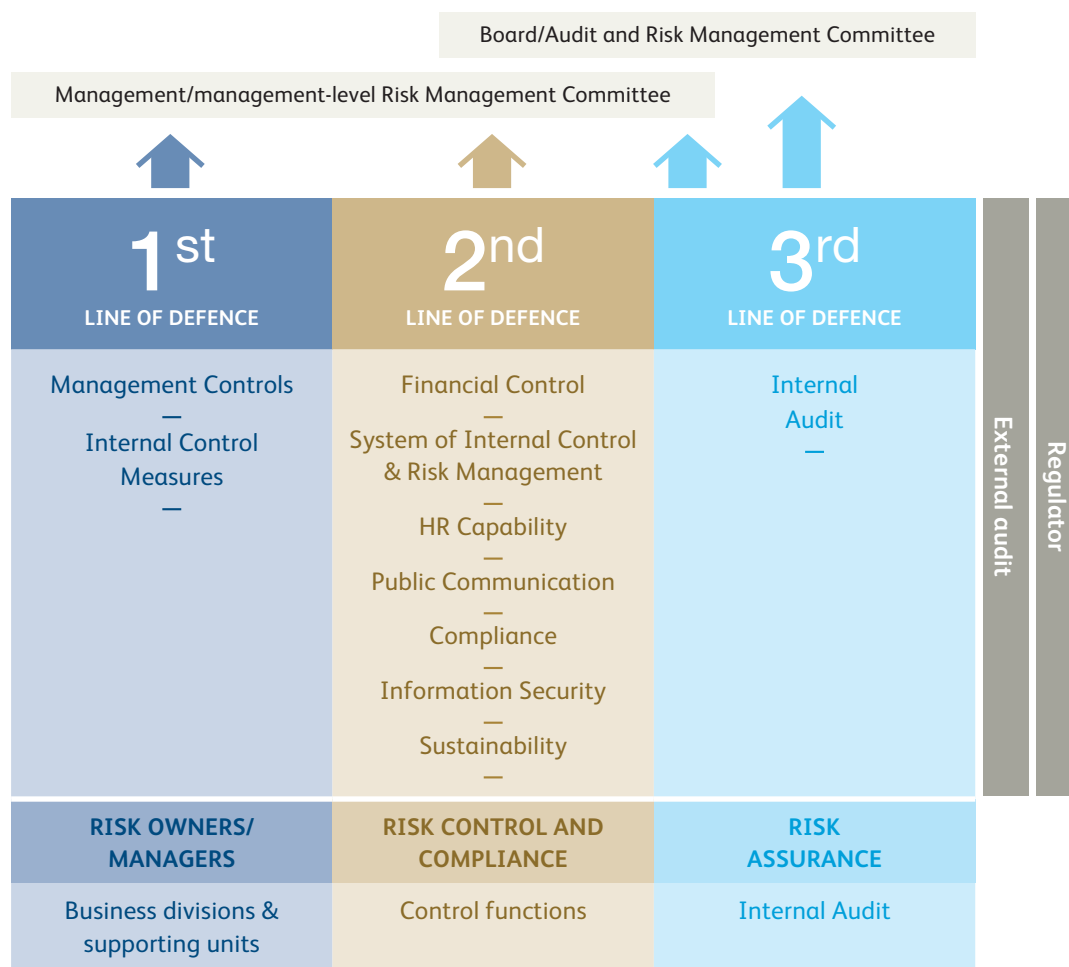 Board/Audit and Risk Management Committee
Management/management-level Risk Management Committee
1st
LINE OF DEFENCE
Management Controls
—
Internal Control
Measures
—
2nd
LINE OF DEFENCE
Financial Control
—
System of Internal Control
& Risk Management
—
HR Capability
—
Public Communication
—
Compliance
—
Information Security
—
Sustainability
—
3rd
LINE OF DEFENCE
Internal
Audit
—
External audit
Regulator
RISK OWNERS/
MANAGERS
Business divisions &
supporting units
RISK CONTROL AND
COMPLIANCE
Control functions
RISK
ASSURANCE
Internal Audit